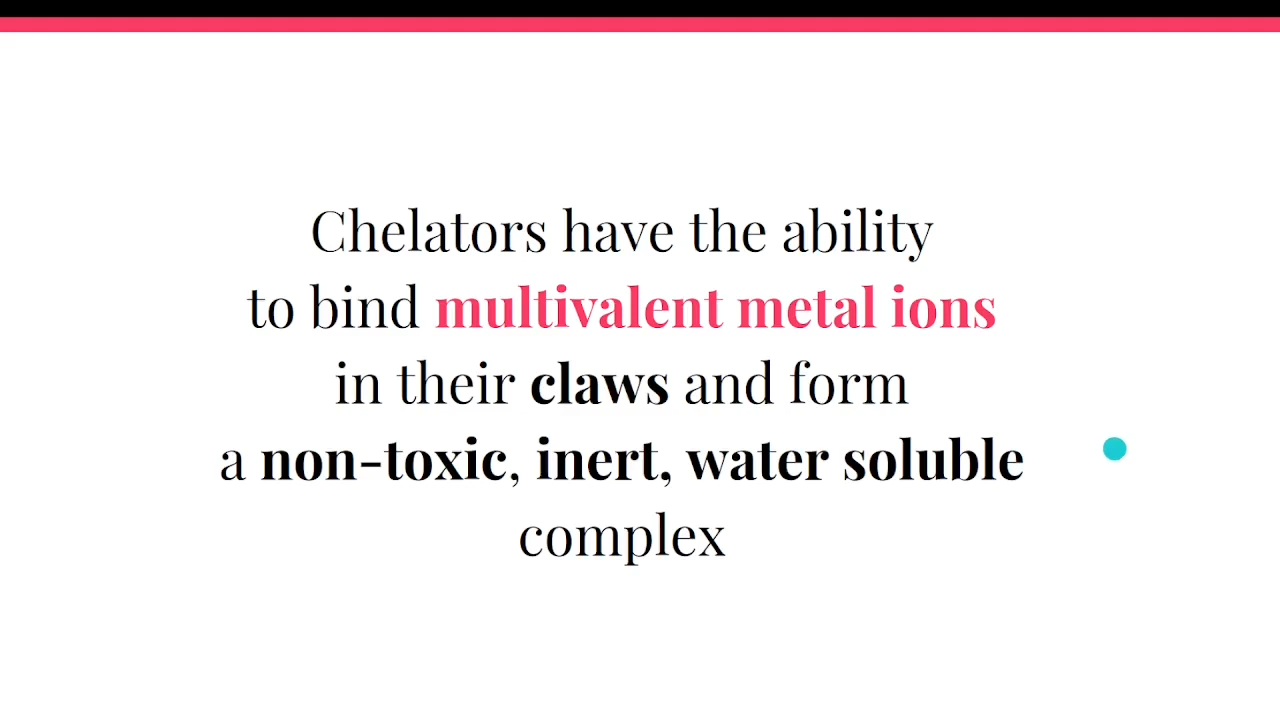 Chelators have the ability
to bind multivalent metal ions
in their claws and form
a non-toxic, inert, water soluble
complex